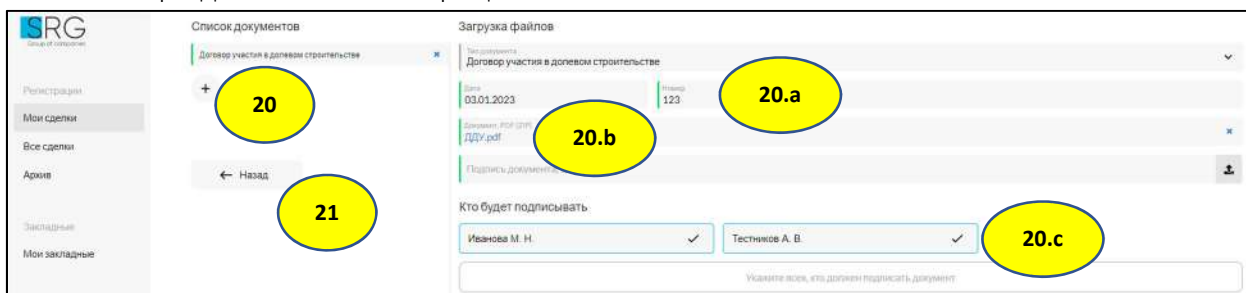 SRG
Group of companies
Список документов
Загрузка файлов
Договор участия в долевом строительстве
Тип документа
Договор участия в долевом строительстве
Регистрации
+
20
Дата
03.01.2023
Номер
123
20.a
Мои сделки
Документ, PDF (ZIP)
ДДУ.pdf
20.b
Все сделки
Архив
← Назад
Подпись документа
21
Кто будет подписывать
Закладные
Иванова М. Н.
Тестников А. В.
20.c
Мои закладные
Укажите всех, кто должен подписать документ